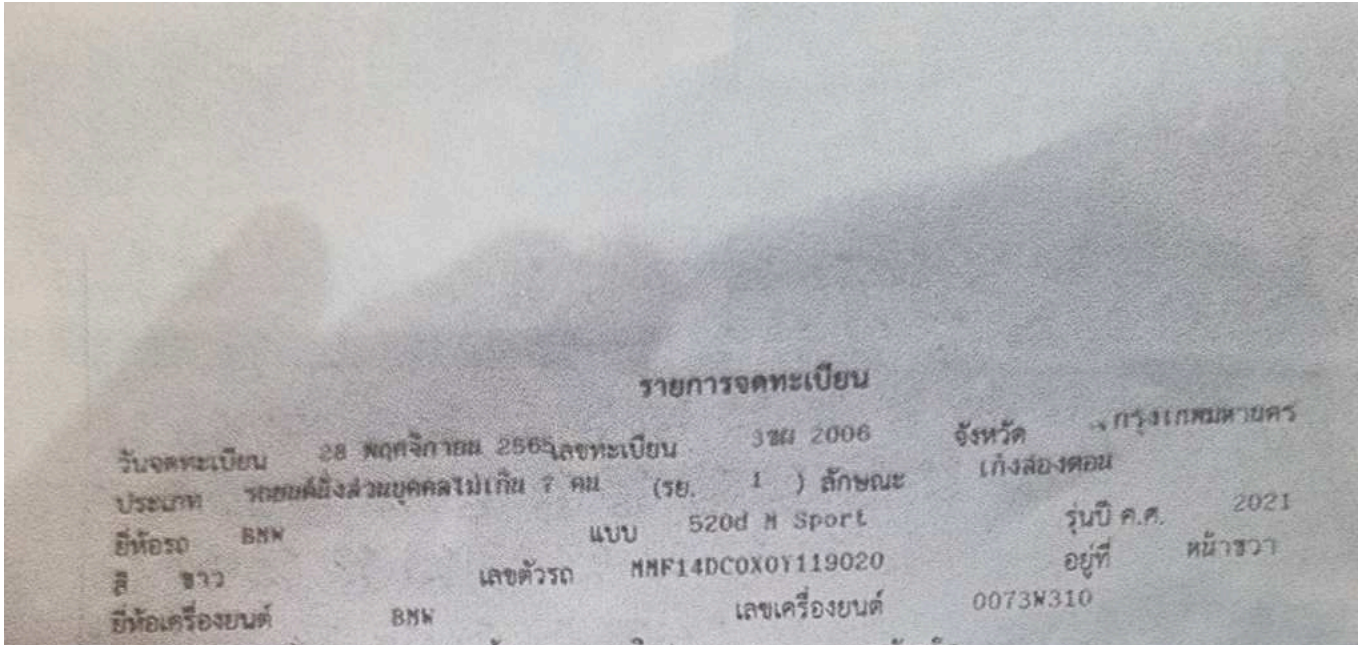 รายการจดทะเบียน
วันจดทะเบียน 28 พฤศจิกายน 2565 เลขทะเบียน 3ขผ 2006 จังหวัด กรุงเทพมหานคร
ประเภท รถยนต์นั่งส่วนบุคคลไม่เกิน 7 คน (รย. 1 ) ลักษณะ เก๋งสองตอน
ยี่ห้อรถ BMW แบบ 520d M Sport รุ่นปี ค.ศ. 2021
สี ขาว เลขตัวรถ MMF14DC0X0Y119020 อยู่ที่ หน้าขวา
ยี่ห้อเครื่องยนต์ BMW เลขเครื่องยนต์ 0073W310